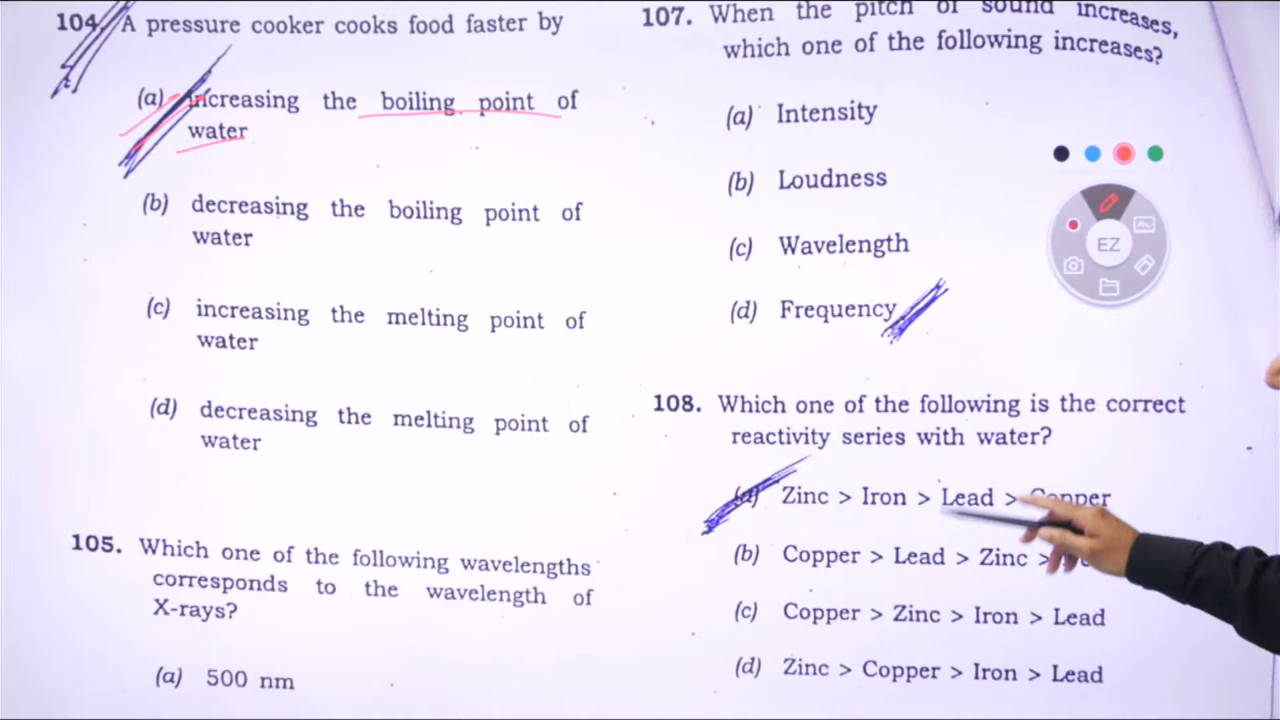 104. A pressure cooker cooks food faster by
(a) increasing the boiling point of
water
(b) decreasing the boiling point of
water
(c) increasing the melting point of
water
(d) decreasing the melting point of
water
105. Which one of the following wavelengths
corresponds to the wavelength of
X-rays?
(a) 500 nm
107. When the pitch of sound increases,
which one of the following increases?
(a) Intensity
(b) Loudness
(c) Wavelength
(d) Frequency
108. Which one of the following is the correct
reactivity series with water?
(a) Zinc > Iron > Lead > Copper
(b) Copper > Lead > Zinc >
(c) Copper > Zinc > Iron > Lead
(d) Zinc > Copper > Iron > Lead
EZ